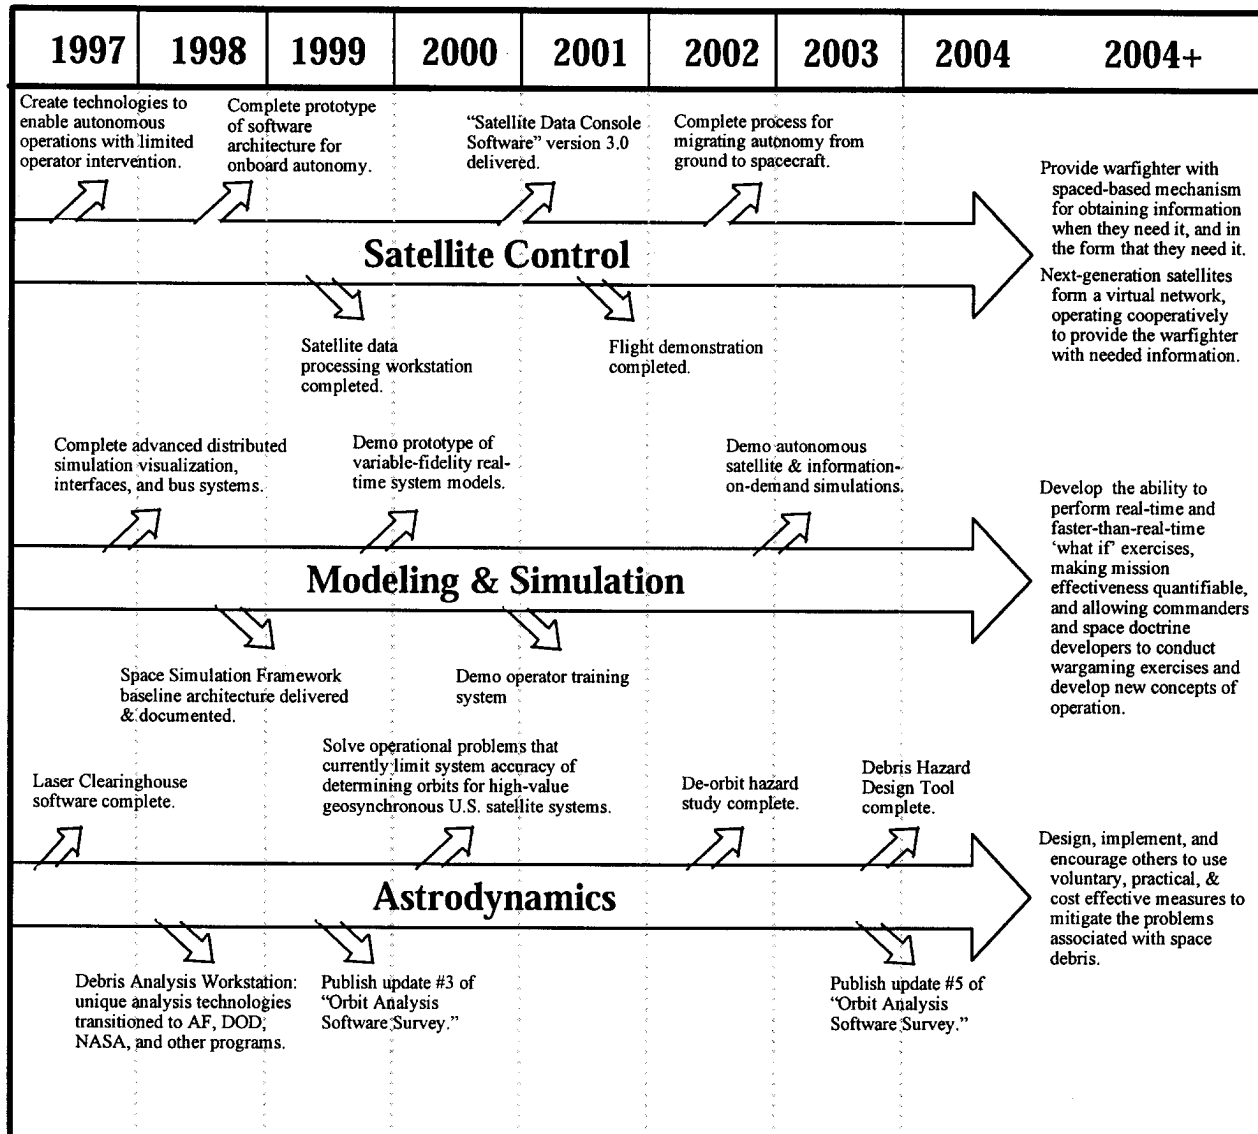 1997 1998 1999 2000 2001 2002 2003 2004 2004+
Create technologies to
enable autonomous
operations with limited
operator intervention.
Complete prototype
of software
architecture for
onboard autonomy.
“Satellite Data Console
Software” version 3.0
delivered.
Complete process for
migrating autonomy from
ground to spacecraft.
Satellite Control
Satellite data
processing workstation
completed.
Flight demonstration
completed.
Provide warfighter with
spaced-based mechanism
for obtaining information
when they need it, and in
the form that they need it.
Next-generation satellites
form a virtual network,
operating cooperatively
to provide the warfighter
with needed information.
Complete advanced distributed
simulation visualization,
interfaces, and bus systems.
Demo prototype of
variable-fidelity real-
time system models.
Demo autonomous
satellite & information-
on-demand simulations.
Modeling & Simulation
Space Simulation Framework
baseline architecture delivered
& documented.
Demo operator training
system
Develop the ability to
perform real-time and
faster-than-real-time
‘what if’ exercises,
making mission
effectiveness quantifiable,
and allowing commanders
and space doctrine
developers to conduct
wargaming exercises and
develop new concepts of
operation.
Laser Clearinghouse
software complete.
Solve operational problems that
currently limit system accuracy of
determining orbits for high-value
geosynchronous U.S. satellite systems.
De-orbit hazard
study complete.
Debris Hazard
Design Tool
complete.
Astrodynamics
Debris Analysis Workstation:
unique analysis technologies
transitioned to AF, DOD,
NASA, and other programs.
Publish update #3 of
“Orbit Analysis
Software Survey.”
Publish update #5 of
“Orbit Analysis
Software Survey.”
Design, implement, and
encourage others to use
voluntary, practical, &
cost effective measures to
mitigate the problems
associated with space
debris.